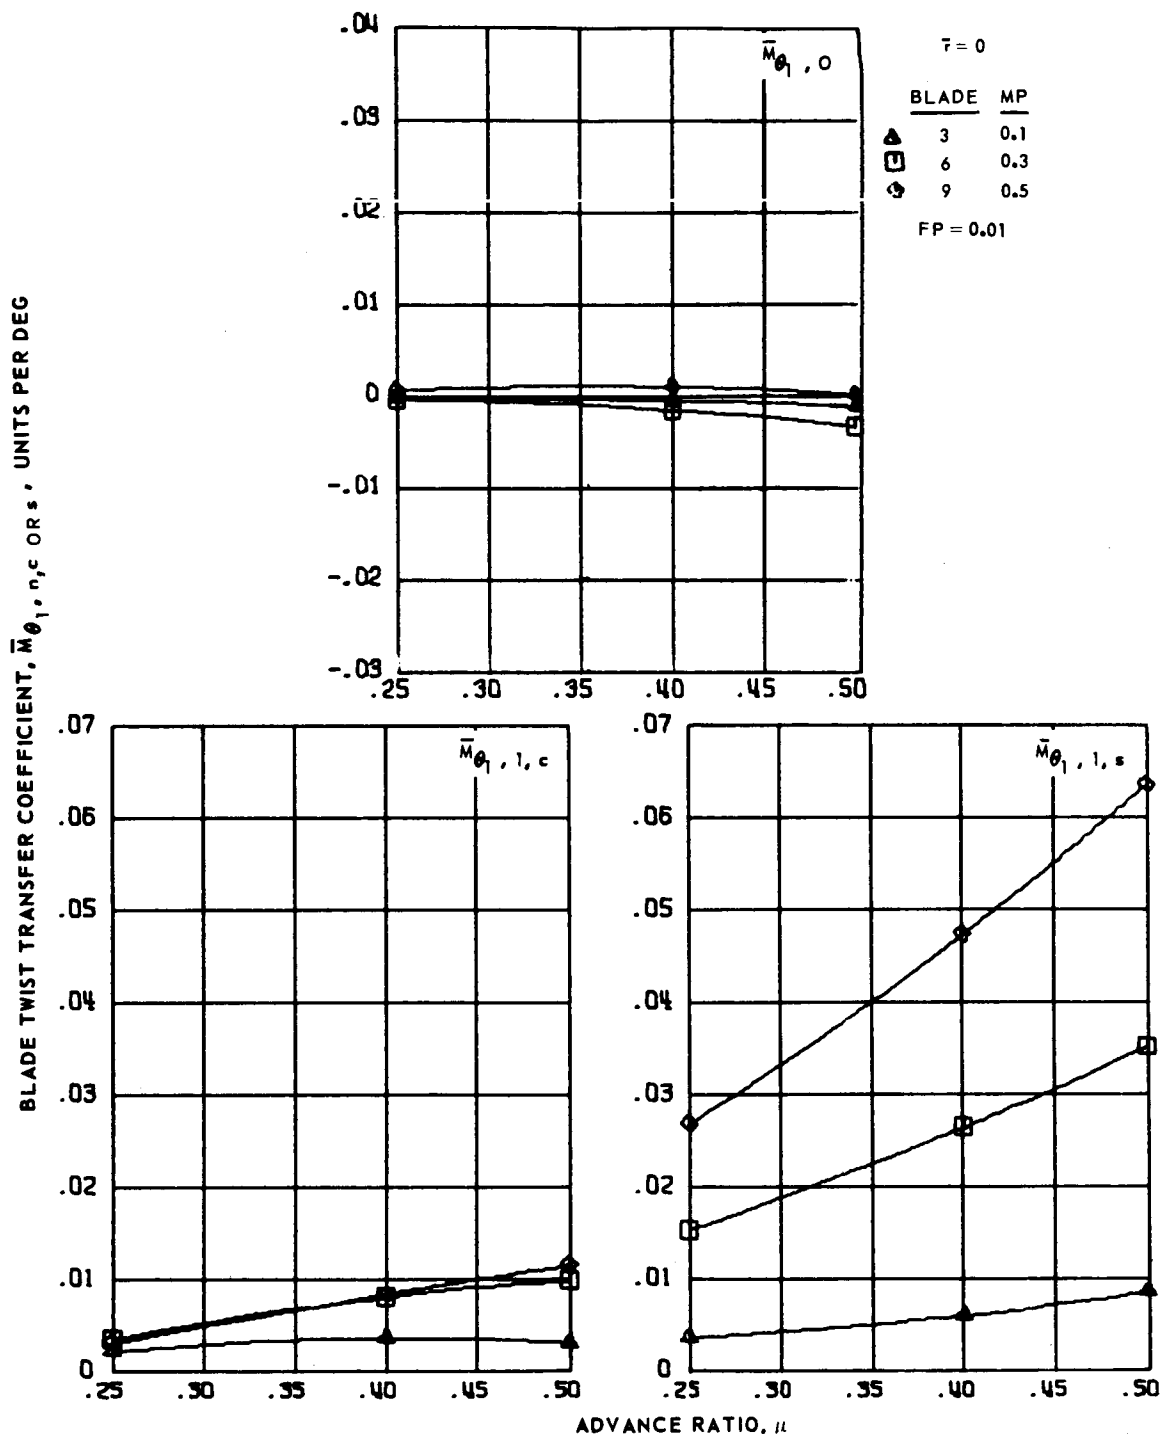 .04
.03
.02
.01
0
-.01
-.02
-.03
.25 .30 .35 .40 .45 .50
M̄θ₁, 0
r̄ = 0
BLADE MP
3 0.1
6 0.3
9 0.5
FP = 0.01
BLADE TWIST TRANSFER COEFFICIENT, M̄θ₁, n,c OR s, UNITS PER DEG
.07
.06
.05
.04
.03
.02
.01
0
.25 .30 .35 .40 .45 .50
M̄θ₁, 1, c
.07
.06
.05
.04
.03
.02
.01
0
.25 .30 .35 .40 .45 .50
M̄θ₁, 1, s
ADVANCE RATIO, μ